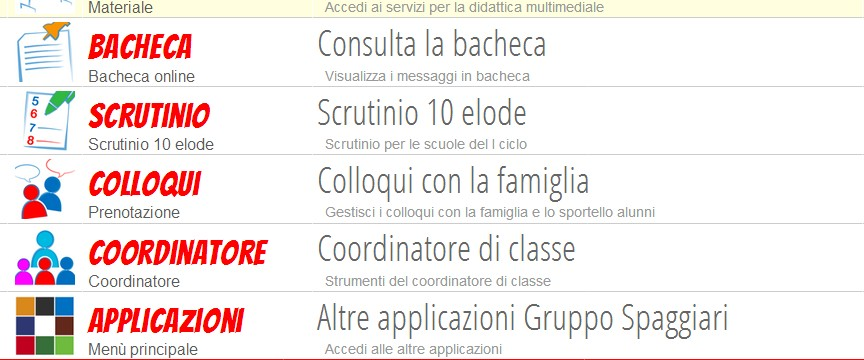 Materiale
Accedi ai servizi per la didattica multimediale
BACHECA
Consulta la bacheca
Bacheca online
Visualizza i messaggi in bacheca
5
6
7
8
SCRUTINIO
Scrutinio 10 elode
Scrutinio 10 elode
Scrutinio per le scuole del I ciclo
COLLOQUI
Colloqui con la famiglia
Prenotazione
Gestisci i colloqui con la famiglia e lo sportello alunni
COORDINATORE
Coordinatore di classe
Coordinatore
Strumenti del coordinatore di classe
APPLICAZIONI
Altre applicazioni Gruppo Spaggiari
Menù principale
Accedi alle altre applicazioni